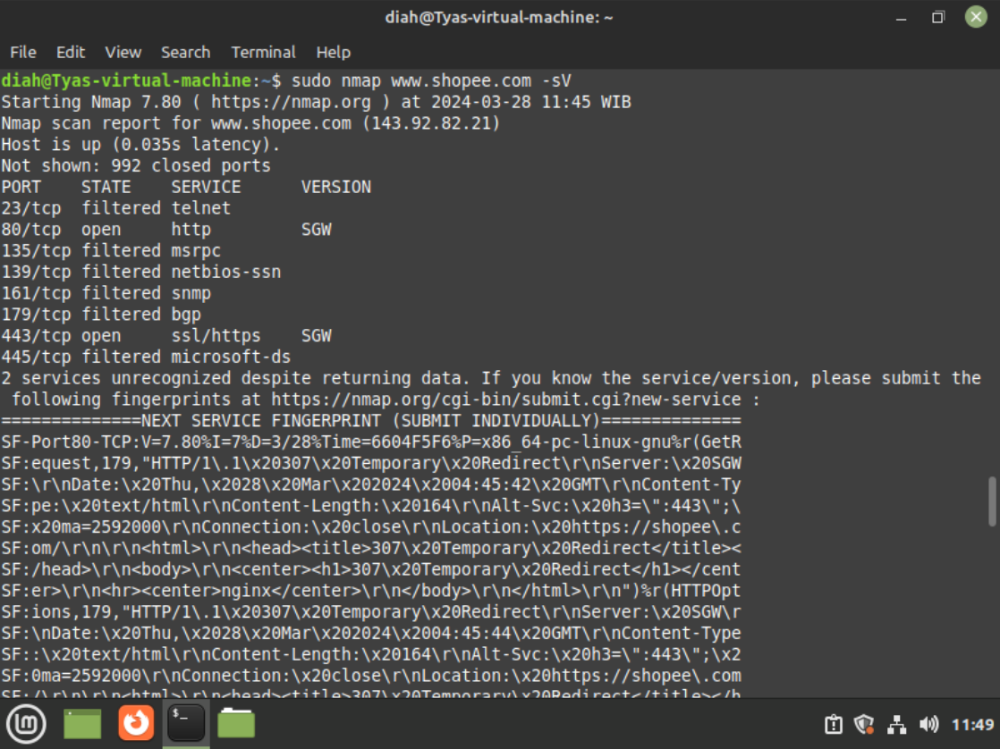 diah@Tyas-virtual-machine: ~
File Edit View Search Terminal Help
diah@Tyas-virtual-machine:~$ sudo nmap www.shopee.com -sV
Starting Nmap 7.80 ( https://nmap.org ) at 2024-03-28 11:45 WIB
Nmap scan report for www.shopee.com (143.92.82.21)
Host is up (0.035s latency).
Not shown: 992 closed ports
PORT    STATE    SERVICE      VERSION
23/tcp  filtered telnet
80/tcp  open     http         SGW
135/tcp filtered msrpc
139/tcp filtered netbios-ssn
161/tcp filtered snmp
179/tcp filtered bgp
443/tcp open     ssl/https    SGW
445/tcp filtered microsoft-ds
2 services unrecognized despite returning data. If you know the service/version, please submit the
 following fingerprints at https://nmap.org/cgi-bin/submit.cgi?new-service :
==============NEXT SERVICE FINGERPRINT (SUBMIT INDIVIDUALLY)==============
SF-Port80-TCP:V=7.80%I=7%D=3/28%Time=6604F5F6%P=x86_64-pc-linux-gnu%r(GetR
SF:equest,179,"HTTP/1\.1\x20307\x20Temporary\x20Redirect\r\nServer:\x20SGW
SF:\r\nDate:\x20Thu,\x2028\x20Mar\x202024\x2004:45:42\x20GMT\r\nContent-Ty
SF:pe:\x20text/html\r\nContent-Length:\x20164\r\nAlt-Svc:\x20h3=\":443\";\
SF:x20ma=2592000\r\nConnection:\x20close\r\nLocation:\x20https://shopee\.c
SF:om/\r\n\r\n<html>\r\n<head><title>307\x20Temporary\x20Redirect</title><
SF:/head>\r\n<body>\r\n<center><h1>307\x20Temporary\x20Redirect</h1></cent
SF:er>\r\n<hr><center>nginx</center>\r\n</body>\r\n</html>\r\n")%r(HTTPOpt
SF:ions,179,"HTTP/1\.1\x20307\x20Temporary\x20Redirect\r\nServer:\x20SGW\r
SF:\nDate:\x20Thu,\x2028\x20Mar\x202024\x2004:45:44\x20GMT\r\nContent-Type
SF::\x20text/html\r\nContent-Length:\x20164\r\nAlt-Svc:\x20h3=\":443\";\x2
SF:0ma=2592000\r\nConnection:\x20close\r\nLocation:\x20https://shopee\.com
SF:/\r\n\r\n<html>\r\n<head><title>307\x20Temporary\x20Redirect</title></h
11:49